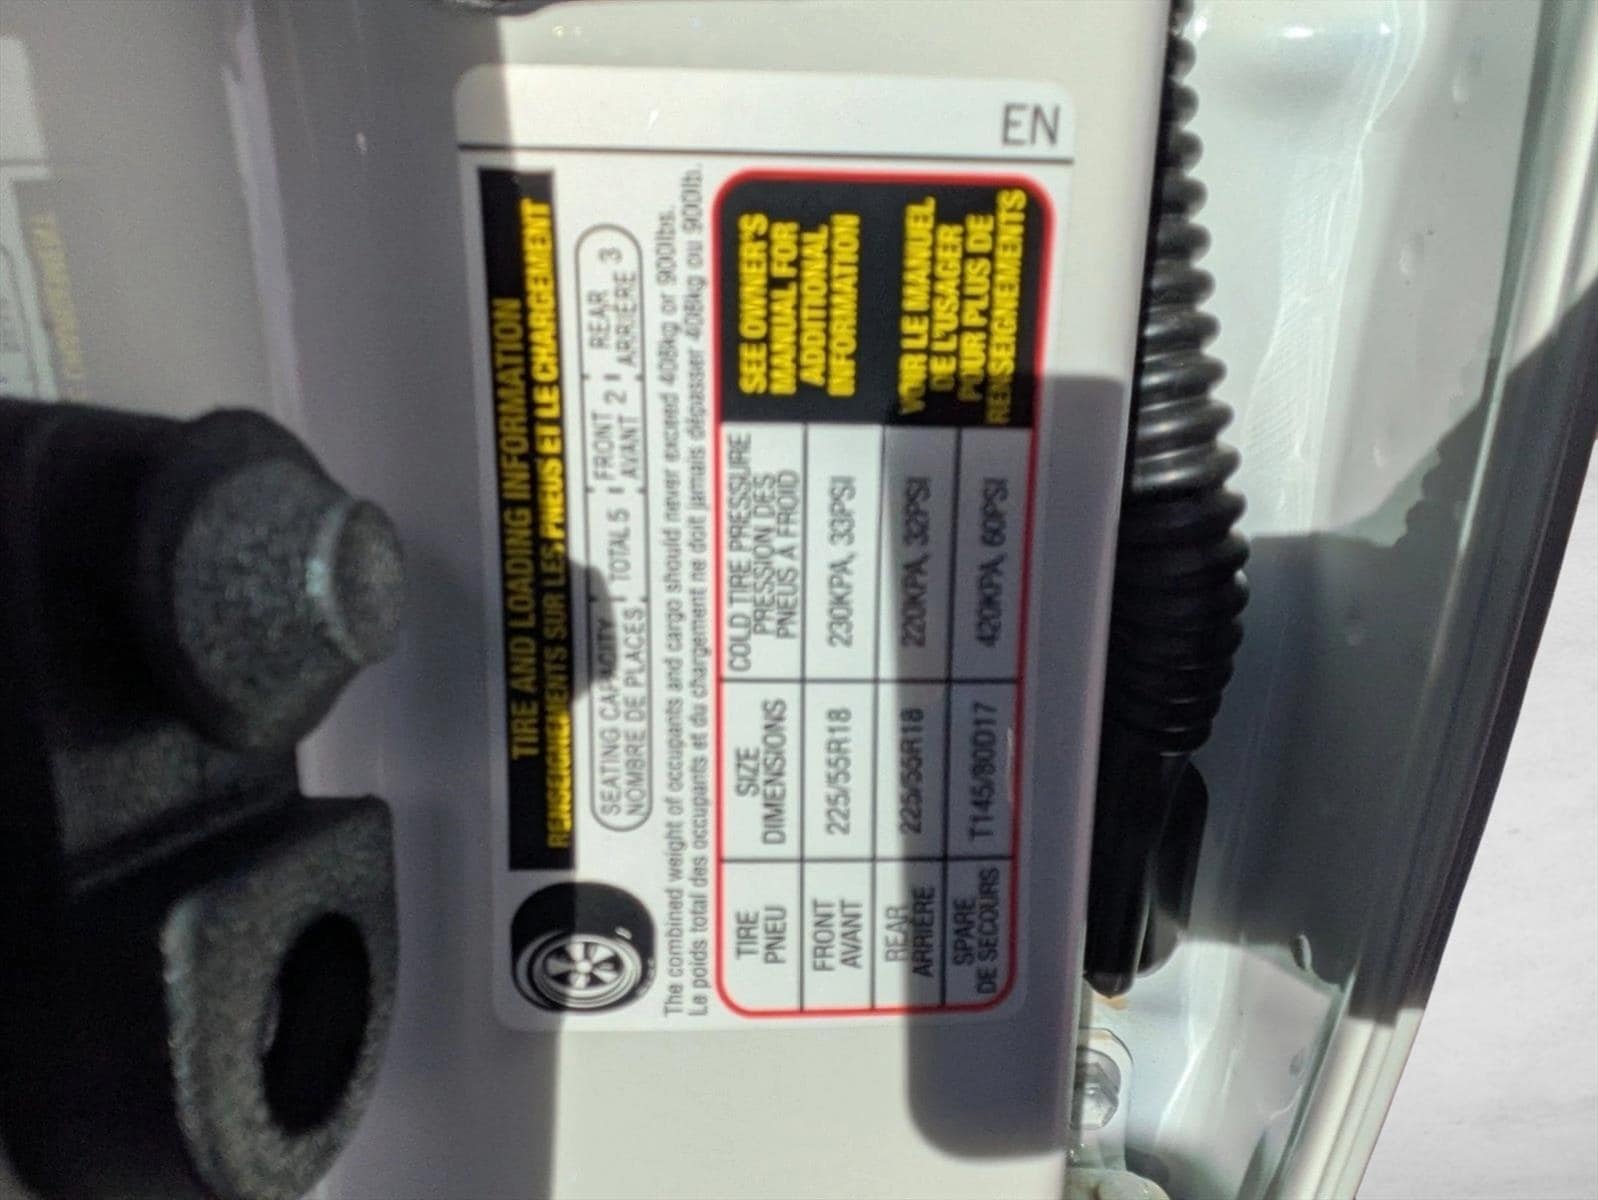 EN
TIRE AND LOADING INFORMATION
RENSEIGNEMENTS SUR LES PNEUS ET LE CHARGEMENT
SEATING CAPACITY TOTAL 5 FRONT 2 REAR 3
NOMBRE DE PLACES AVANT ARRIÈRE
The combined weight of occupants and cargo should never exceed 408kg or 900lbs.
Le poids total des occupants et du chargement ne doit jamais dépasser 408kg ou 900lb.
TIRE SIZE COLD TIRE PRESSURE
PNEU DIMENSIONS PRESSION DES
PNEUS À FROID
FRONT 225/55R18 230KPA, 33PSI
AVANT
REAR 225/55R18 220KPA, 32PSI
ARRIÈRE
SPARE T145/80D17 420KPA, 60PSI
DE SECOURS
SEE OWNER'S
MANUAL FOR
ADDITIONAL
INFORMATION
VOIR LE MANUEL
DE L'USAGER
POUR PLUS DE
RENSEIGNEMENTS